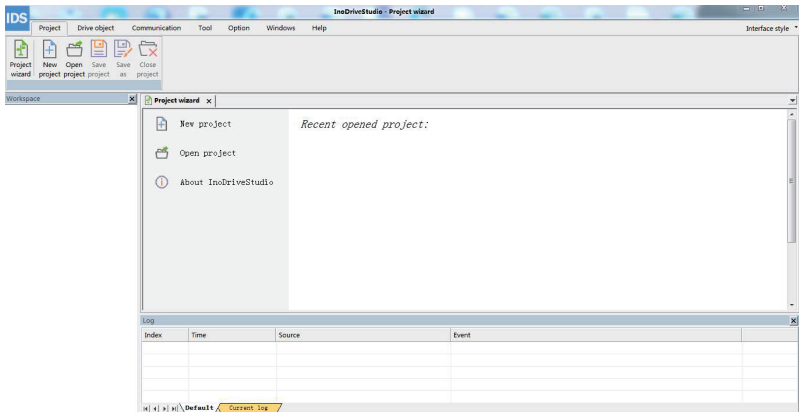 InoDriveStudio - Project wizard
IDS
Project Drive object Communication Tool Option Windows Help Interface style
Project wizard
New project
Open project
Save project
Save as
Close project
Workspace
Project wizard x
New project
Open project
About InoDriveStudio
Recent opened project:
Log
Index Time Source Event
Default Current log